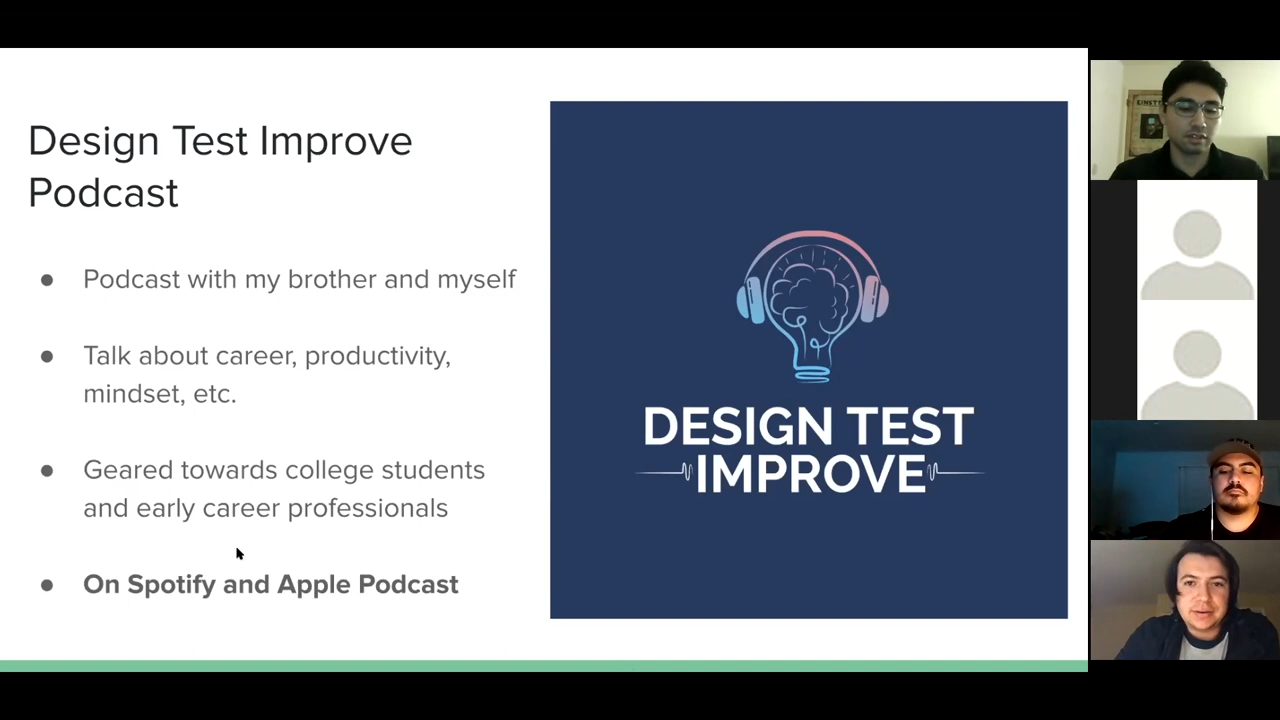 Design Test Improve
Podcast
● Podcast with my brother and myself
● Talk about career, productivity,
mindset, etc.
● Geared towards college students
and early career professionals
● On Spotify and Apple Podcast
DESIGN TEST
IMPROVE